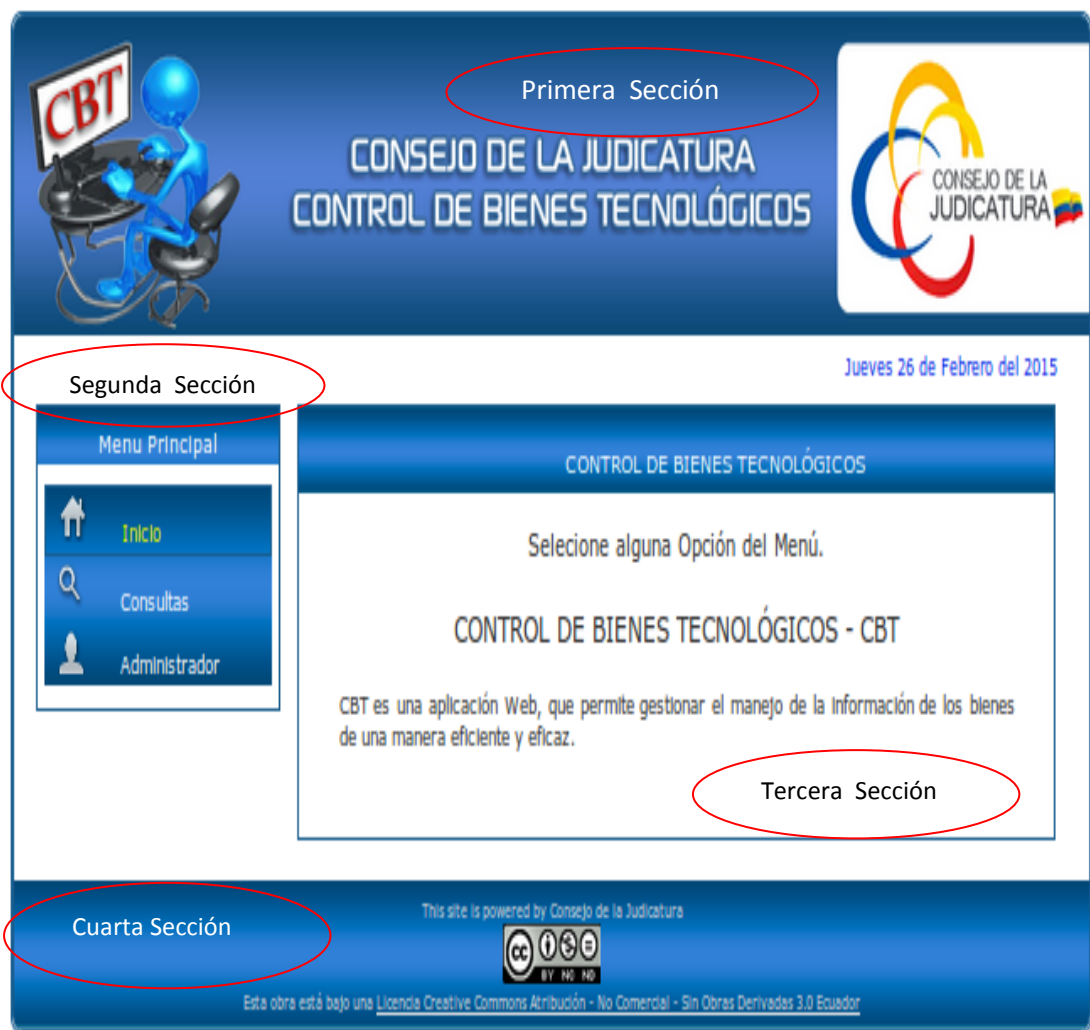 CBT
Primera Sección
CONSEJO DE LA JUDICATURA
CONTROL DE BIENES TECNOLÓGICOS
CONSEJO DE LA
JUDICATURA
Jueves 26 de Febrero del 2015
Segunda Sección
Menu Principal
Inicio
Consultas
Administrador
CONTROL DE BIENES TECNOLÓGICOS
Selecione alguna Opción del Menú.
CONTROL DE BIENES TECNOLÓGICOS - CBT
CBT es una aplicación Web, que permite gestionar el manejo de la información de los bienes
de una manera eficiente y eficaz.
Tercera Sección
Cuarta Sección
This site is powered by Consejo de la Judicatura
cc
BY NC ND
Esta obra está bajo una Licencia Creative Commons Atribución - No Comercial - Sin Obras Derivadas 3.0 Ecuador